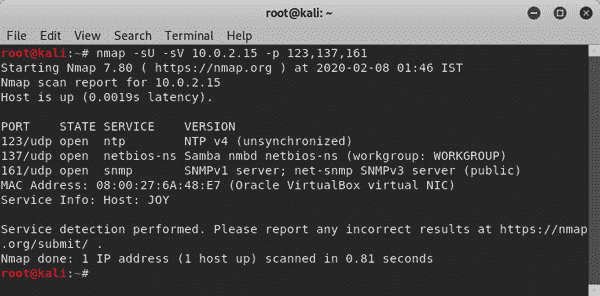 root@kali: ~
File Edit View Search Terminal Help
root@kali:~# nmap -sU -sV 10.0.2.15 -p 123,137,161
Starting Nmap 7.80 ( https://nmap.org ) at 2020-02-08 01:46 IST
Nmap scan report for 10.0.2.15
Host is up (0.0019s latency).
PORT STATE SERVICE VERSION
123/udp open ntp NTP v4 (unsynchronized)
137/udp open netbios-ns Samba nmbd netbios-ns (workgroup: WORKGROUP)
161/udp open snmp SNMPv1 server; net-snmp SNMPv3 server (public)
MAC Address: 08:00:27:6A:48:E7 (Oracle VirtualBox virtual NIC)
Service Info: Host: JOY
Service detection performed. Please report any incorrect results at https://nmap
.org/submit/ .
Nmap done: 1 IP address (1 host up) scanned in 0.81 seconds
root@kali:~#